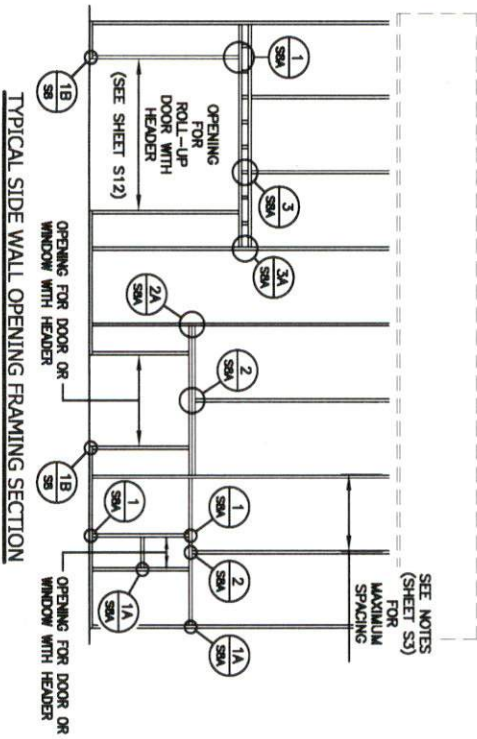 SEE NOTES
(SHEET S3)
FOR
MAXIMUM
SPACING
1
S8A
3
S8A
3A
S8A
OPENING
FOR
ROLL-UP
DOOR WITH
HEADER
(SEE SHEET S12)
2A
S8A
2
S8A
1
S8A
2
S8A
1A
S8A
1
S8A
1A
S8A
1B
S8
1B
S8
OPENING FOR DOOR OR
WINDOW WITH HEADER
OPENING FOR DOOR OR
WINDOW WITH HEADER
TYPICAL SIDE WALL OPENING FRAMING SECTION